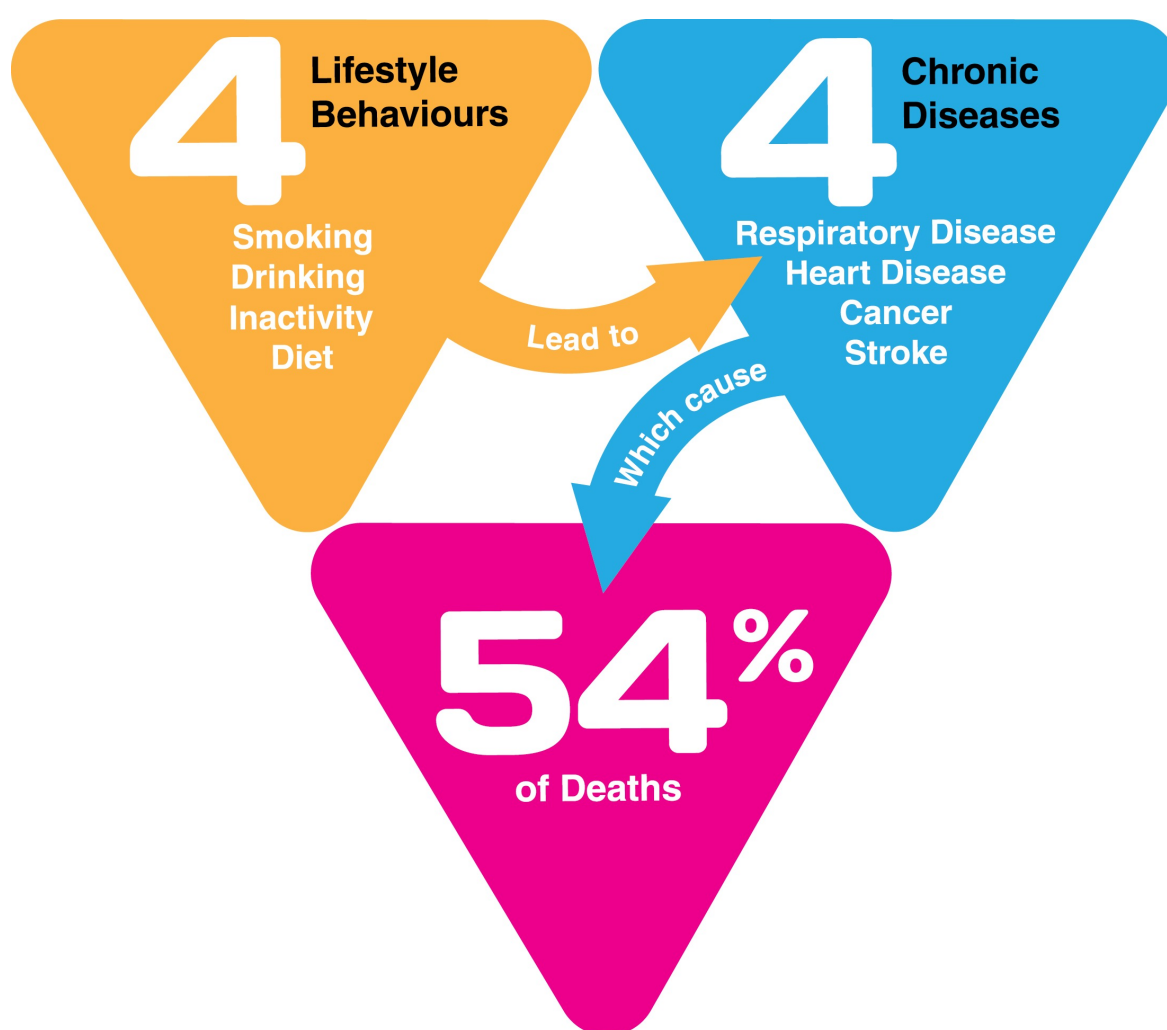 4
Lifestyle
Behaviours
Smoking
Drinking
Inactivity
Diet
Lead to
4
Chronic
Diseases
Respiratory Disease
Heart Disease
Cancer
Stroke
Which cause
54%
of Deaths